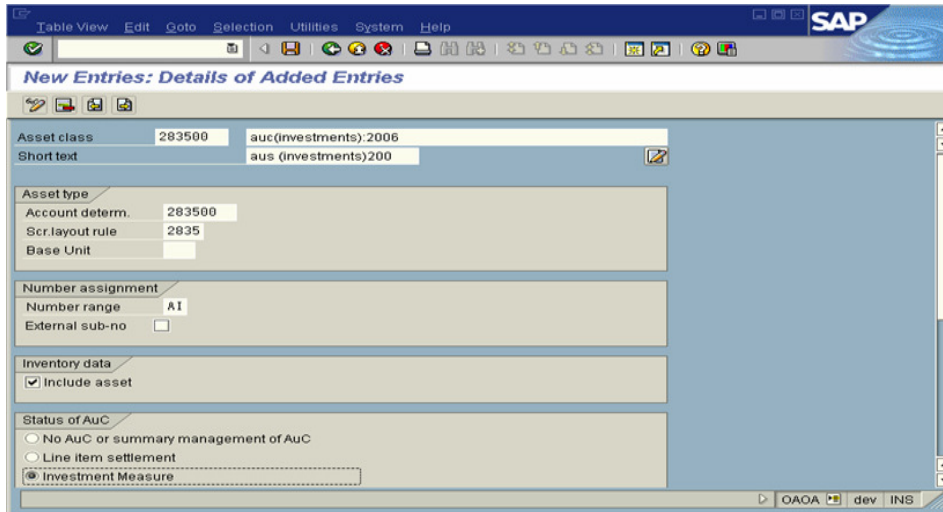 Table View Edit Goto Selection Utilities System Help
SAP
New Entries: Details of Added Entries
Asset class 283500 auc(investments):2006
Short text aus (investments)200
Asset type
Account determ. 283500
Scr.layout rule 2835
Base Unit
Number assignment
Number range AI
External sub-no
Inventory data
Include asset
Status of AuC
No AuC or summary management of AuC
Line item settlement
Investment Measure
OAOA dev INS